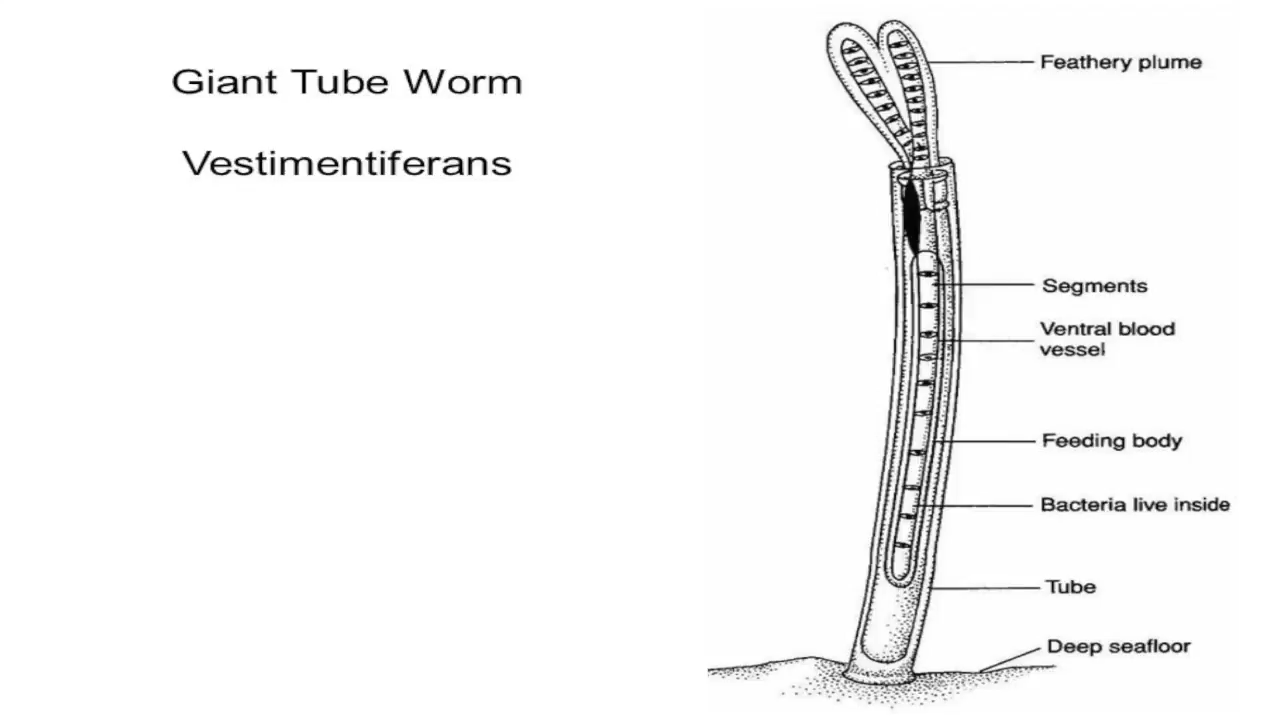 Giant Tube Worm
Vestimentiferans
Feathery plume
Segments
Ventral blood
vessel
Feeding body
Bacteria live inside
Tube
Deep seafloor